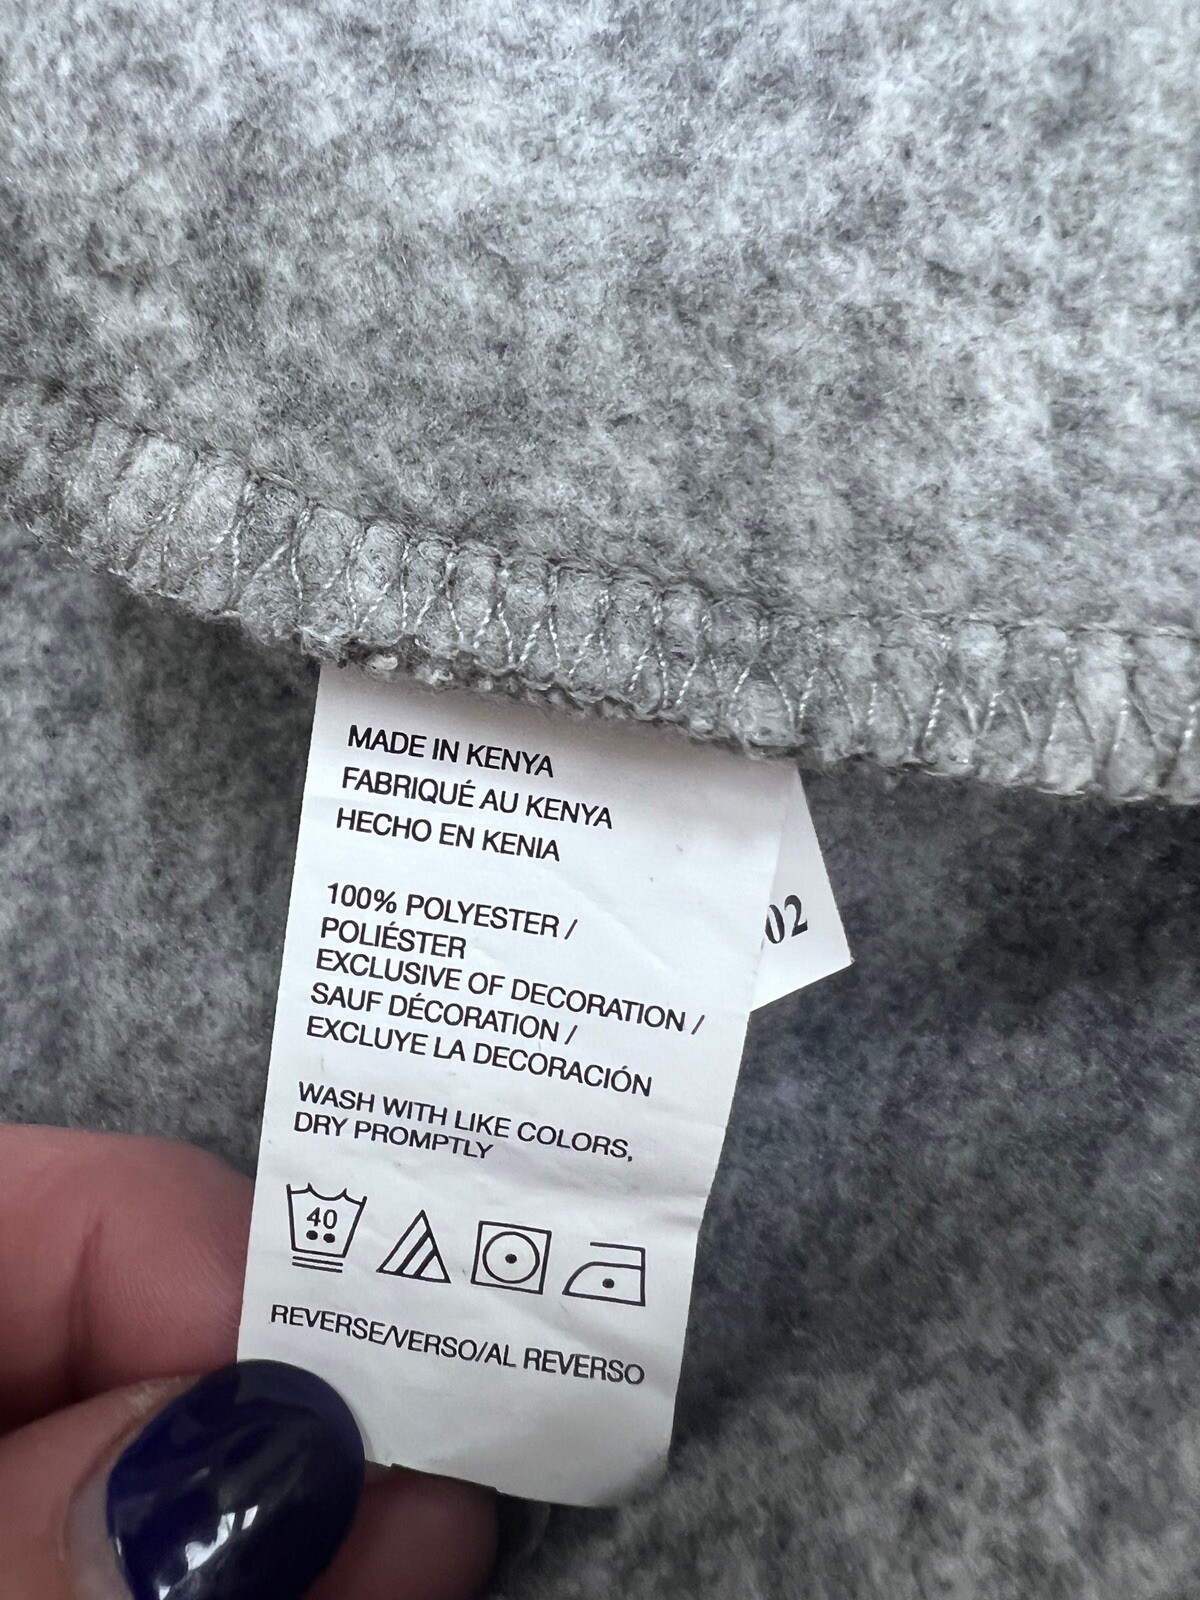 MADE IN KENYA
FABRIQUÉ AU KENYA
HECHO EN KENIA
100% POLYESTER /
POLIÉSTER
EXCLUSIVE OF DECORATION /
SAUF DÉCORATION /
EXCLUYE LA DECORACIÓN
WASH WITH LIKE COLORS,
DRY PROMPTLY
40
REVERSE/VERSO/AL REVERSO
02